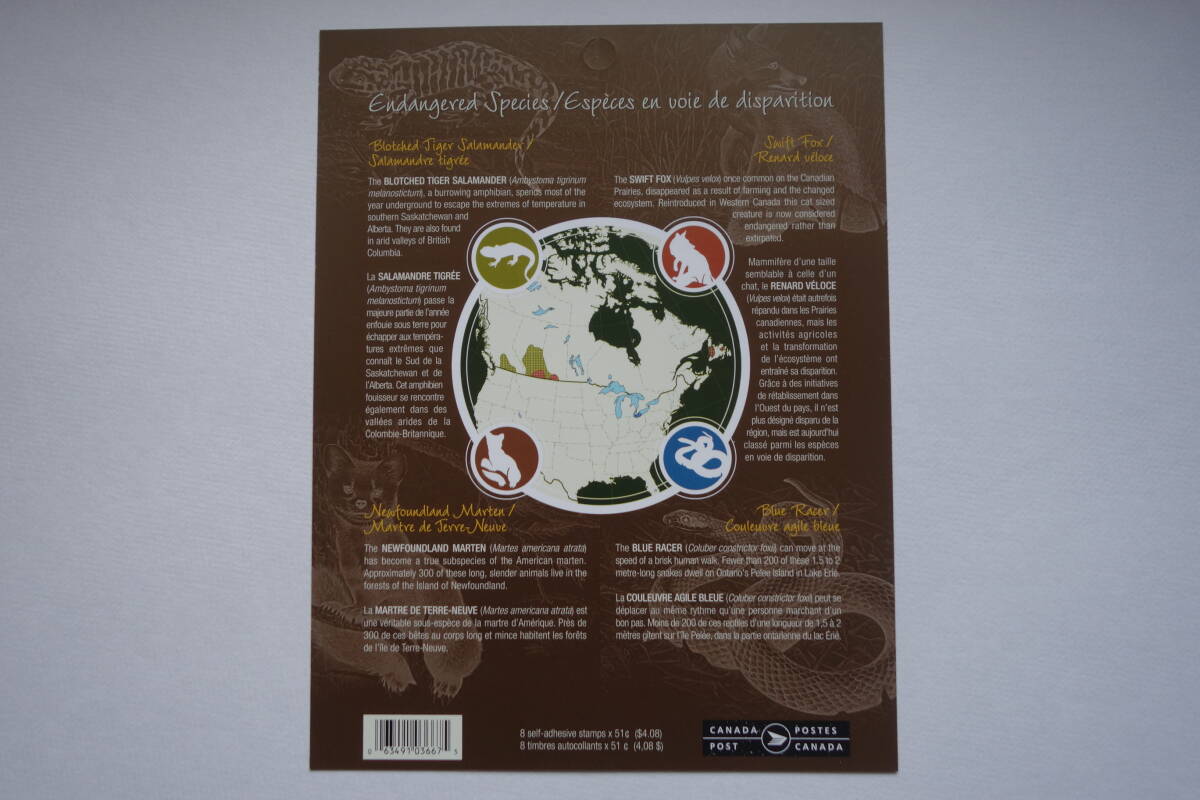 Endangered Species / Espèces en voie de disparition
Blotched Tiger Salamander /
Salamandre tigrée
The BLOTCHED TIGER SALAMANDER (Ambystoma tigrinum
melanostictum), a burrowing amphibian, spends most of the
year underground to escape the extremes of temperature in
southern Saskatchewan and
Alberta. They are also found
in arid valleys of British
Columbia.
La SALAMANDRE TIGRÉE
(Ambystoma tigrinum
melanostictum) passe la
majeure partie de l'année
enfouie sous terre pour
échapper aux tempéra-
tures extrêmes que
connaît le Sud de la
Saskatchewan et de
l'Alberta. Cet amphibien
fouisseur se rencontre
également dans des
vallées arides de la
Colombie-Britannique.
Swift Fox /
Renard véloce
The SWIFT FOX (Vulpes velox) once common on the Canadian
Prairies, disappeared as a result of farming and the changed
ecosystem. Reintroduced in Western Canada this cat sized
creature is now considered
endangered rather than
extirpated.
Mammifère d'une taille
semblable à celle d'un
chat, le RENARD VÉLOCE
(Vulpes velox) était autrefois
répandu dans les Prairies
canadiennes, mais les
activités agricoles
et la transformation
de l'écosystème ont
entraîné sa disparition.
Grâce à des initiatives
de rétablissement dans
l'Ouest du pays, il n'est
plus désigné disparu de la
région, mais est aujourd'hui
classé parmi les espèces
en voie de disparition.
Newfoundland Marten /
Martre de Terre-Neuve
The NEWFOUNDLAND MARTEN (Martes americana atrata)
has become a true subspecies of the American marten.
Approximately 300 of these long, slender animals live in the
forests of the Island of Newfoundland.
La MARTRE DE TERRE-NEUVE (Martes americana atrata) est
une véritable sous-espèce de la martre d'Amérique. Près de
300 de ces bêtes au corps long et mince habitent les forêts
de l'île de Terre-Neuve.
Blue Racer /
Couleuvre agile bleue
The BLUE RACER (Coluber constrictor foxii) can move at the
speed of a brisk human walk. Fewer than 200 of these 1.5 to 2
metre-long snakes dwell on Ontario's Pelee Island in Lake Erie.
La COULEUVRE AGILE BLEUE (Coluber constrictor foxii) peut se
déplacer au même rythme qu'une personne marchant d'un
bon pas. Moins de 200 de ces reptiles d'une longueur de 1,5 à 2
mètres gîtent sur l'île Pelée, dans la partie ontarienne du lac Érié.
0 63491 03667 5
8 self-adhesive stamps x 51¢ ($4.08)
8 timbres autocollants x 51 ¢ (4,08 $)
CANADA POSTES
POST CANADA